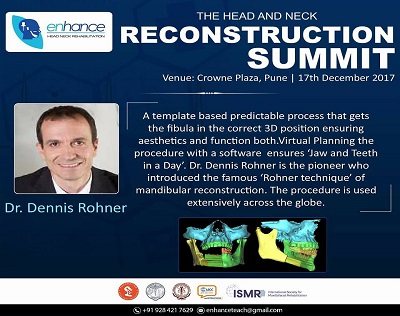 enhance
HEAD NECK REHABILITATION
THE HEAD AND NECK
RECONSTRUCTION
SUMMIT
Venue: Crowne Plaza, Pune | 17th December 2017
A template based predictable process that gets
the fibula in the correct 3D position ensuring
aesthetics and function both.Virtual Planning the
procedure with a software ensures ‘Jaw and Teeth
in a Day’. Dr. Dennis Rohner is the pioneer who
introduced the famous ‘Rohner technique’ of
mandibular reconstruction. The procedure is used
extensively across the globe.
Dr. Dennis Rohner
ISMR
International Society for
Maxillofacial Rehabilitation
+91 928 421 7629 enhanceteach@gmail.com